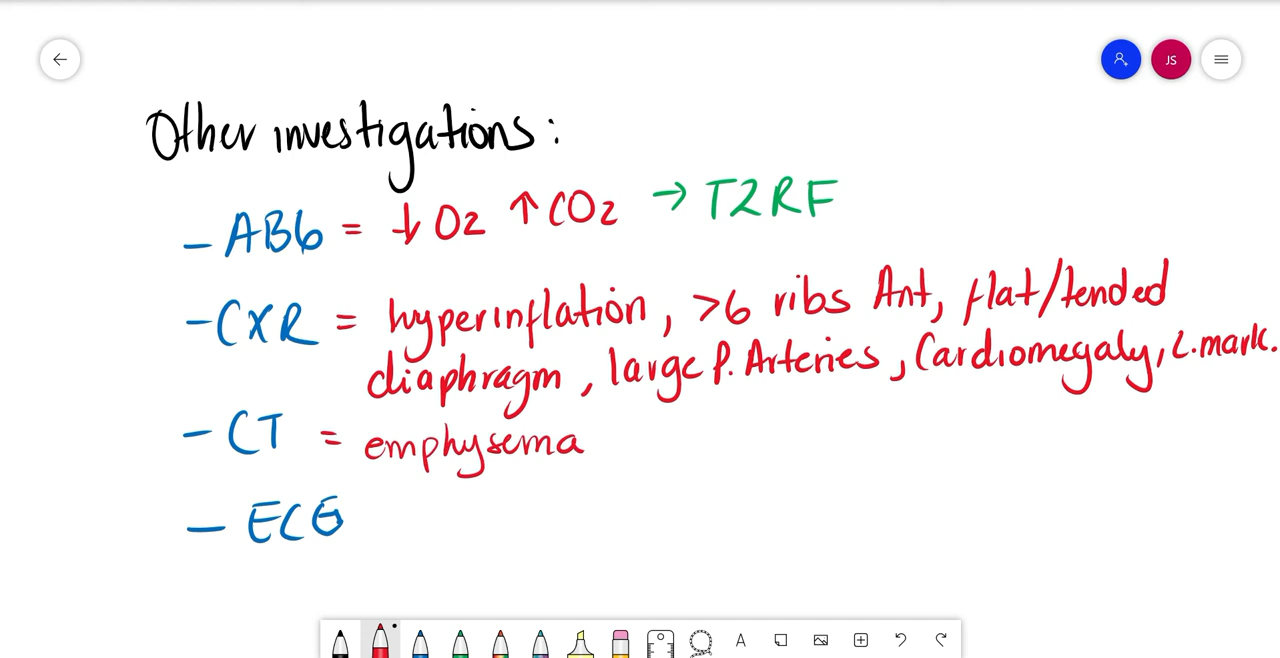 JS
Other investigations:
- ABG = ↓ O2 ↑ CO2 → T2RF
- CXR = hyperinflation, >6 ribs Ant, flat/tended
diaphragm, large P. Arteries, Cardiomegaly, L. mark.
- CT = emphysema
- ECG
A